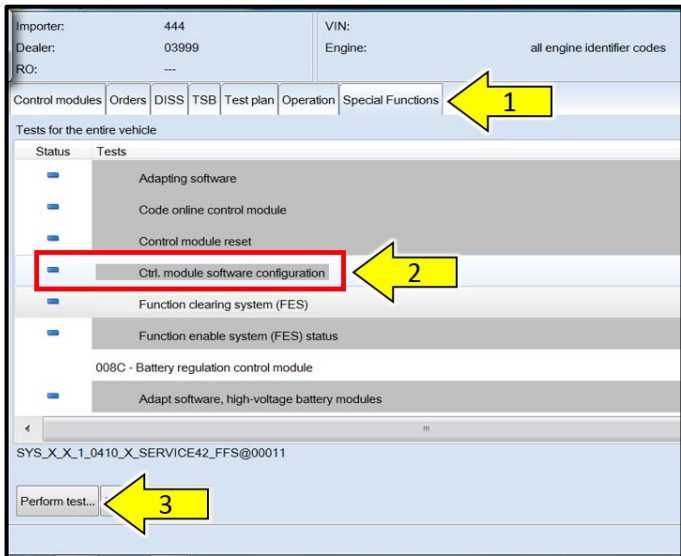 Importer: 444 VIN:
Dealer: 03999 Engine: all engine identifier codes
RO: ---
Control modules Orders DISS TSB Test plan Operation Special Functions 1
Tests for the entire vehicle
Status Tests
Adapting software
Code online control module
Control module reset
Ctrl. module software configuration 2
Function clearing system (FES)
Function enable system (FES) status
008C - Battery regulation control module
Adapt software, high-voltage battery modules
SYS_X_X_1_0410_X_SERVICE42_FFS@00011
Perform test... 3